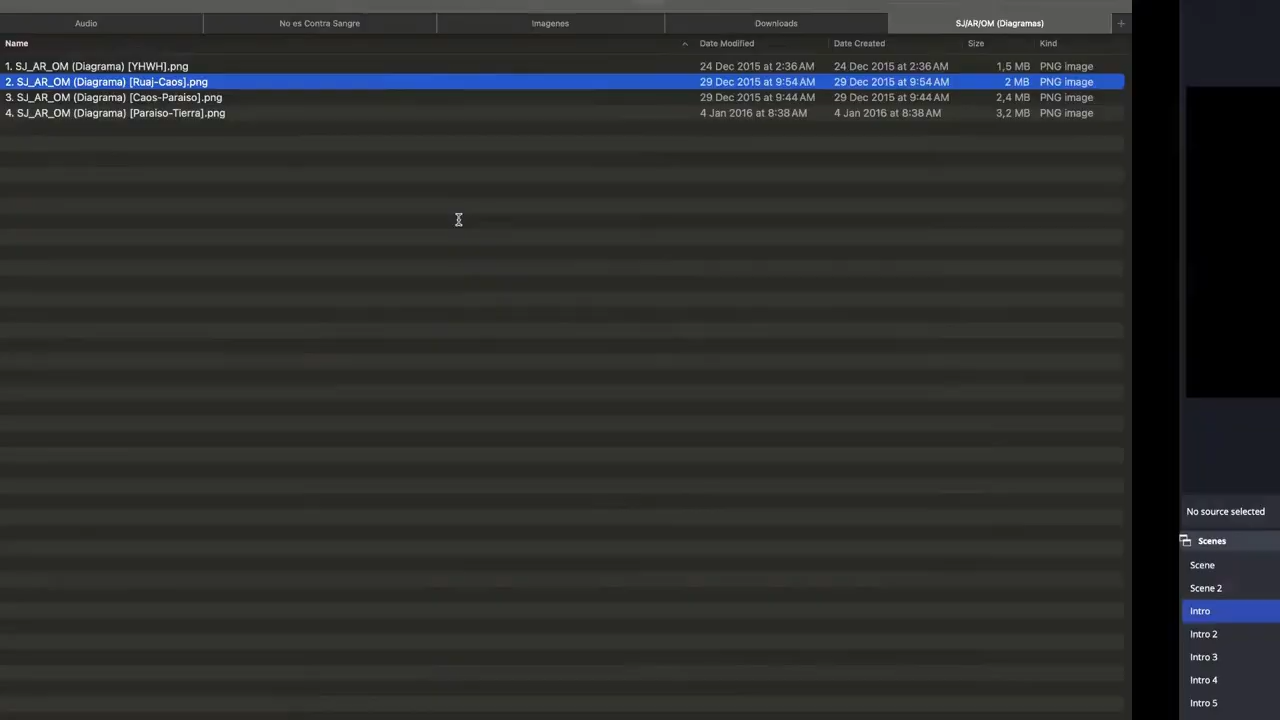 Audio
No es Contra Sangre
Imagenes
Downloads
SJ/AR/OM (Diagramas)
+
Name
Date Modified
Date Created
Size
Kind
1. SJ_AR_OM (Diagrama) [YHWH].png 24 Dec 2015 at 2:36 AM 24 Dec 2015 at 2:36 AM 1,5 MB PNG image
2. SJ_AR_OM (Diagrama) [Ruaj-Caos].png 29 Dec 2015 at 9:54 AM 29 Dec 2015 at 9:54 AM 2 MB PNG image
3. SJ_AR_OM (Diagrama) [Caos-Paraiso].png 29 Dec 2015 at 9:44 AM 29 Dec 2015 at 9:44 AM 2,4 MB PNG image
4. SJ_AR_OM (Diagrama) [Paraiso-Tierra].png 4 Jan 2016 at 8:38 AM 4 Jan 2016 at 8:38 AM 3,2 MB PNG image
No source selected
Scenes
Scene
Scene 2
Intro
Intro 2
Intro 3
Intro 4
Intro 5